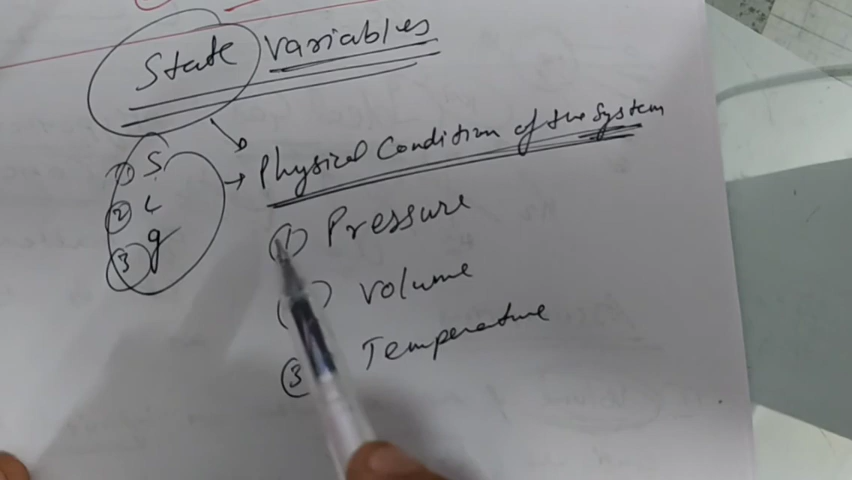 State variables
Physical Condition of the System
① S
② L
③ g
① Pressure
volume
③ Temperature